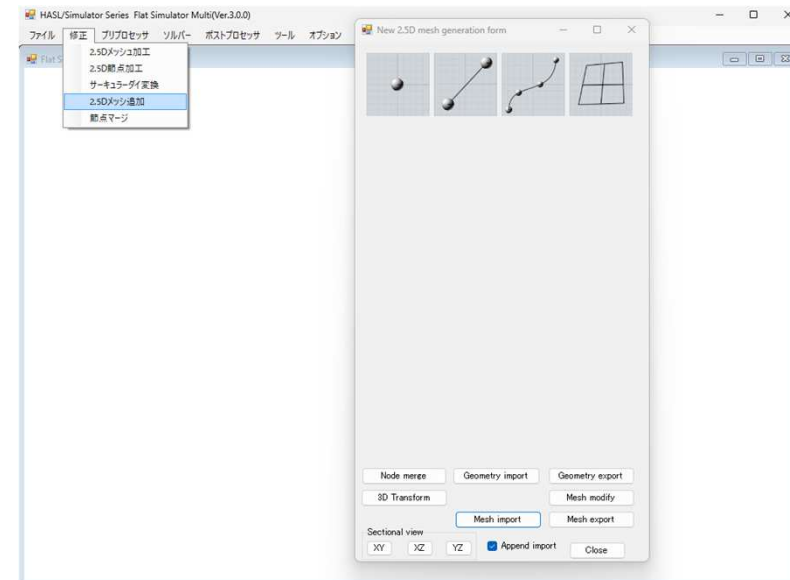 HASL/Simulator Series Flat Simulator Multi(Ver.3.0.0)
ファイル 修正 プリプロセッサ ソルバー ポストプロセッサ ツール オプション
Flat S
2.5Dメッシュ加工
2.5D節点加工
サーキュラーダイ変換
2.5Dメッシ追加
節点マージ
New 2.5D mesh generation form
Node merge Geometry import Geometry export
3D Transform Mesh modify
Mesh import Mesh export
Sectional view
XY XZ YZ Append import Close